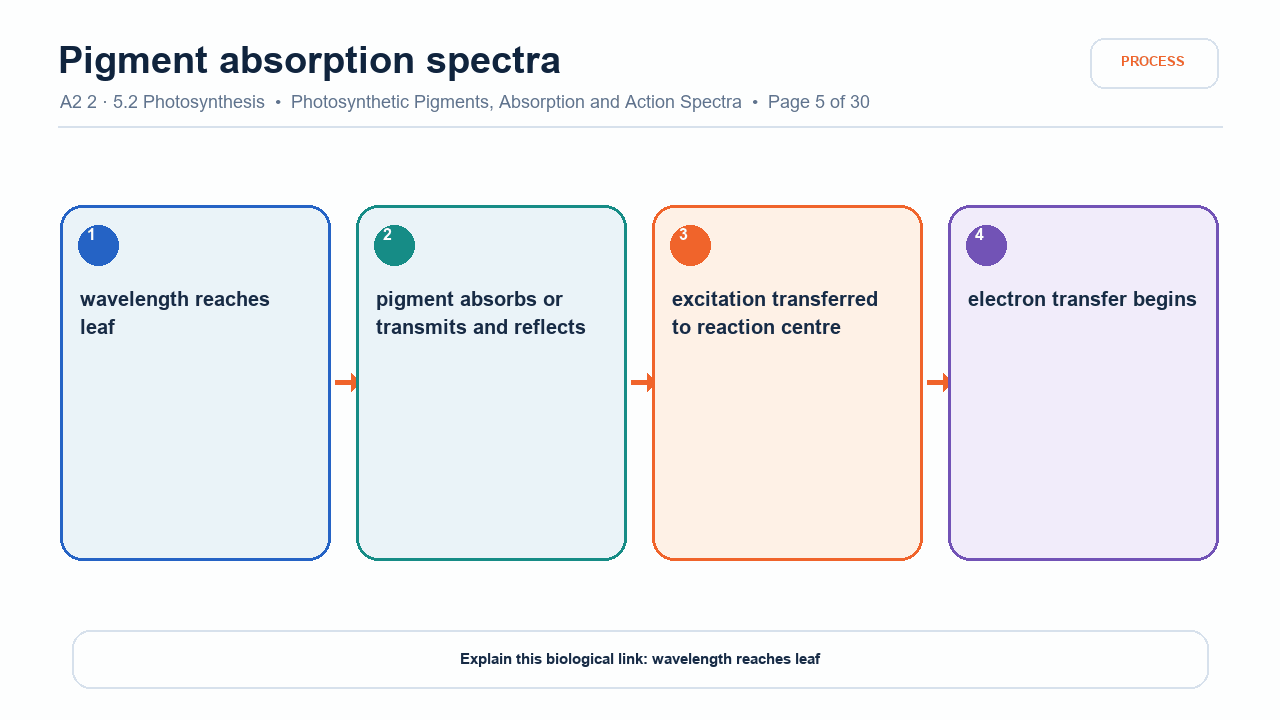 Pigment absorption spectra
PROCESS
A2 2 · 5.2 Photosynthesis • Photosynthetic Pigments, Absorption and Action Spectra • Page 5 of 30
1
wavelength reaches
leaf
2
pigment absorbs or
transmits and reflects
3
excitation transferred
to reaction centre
4
electron transfer begins
Explain this biological link: wavelength reaches leaf